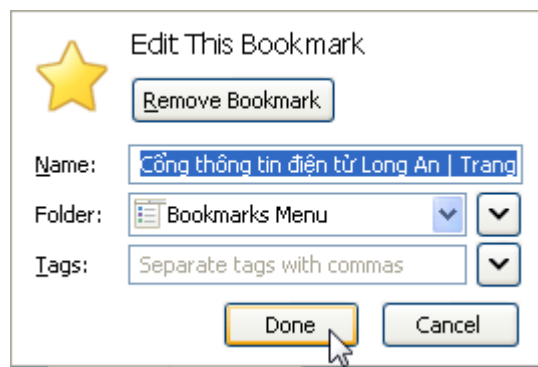 Edit This Bookmark
Remove Bookmark
Name: Cổng thông tin điện tử Long An | Trang
Folder: Bookmarks Menu
Tags: Separate tags with commas
Done Cancel